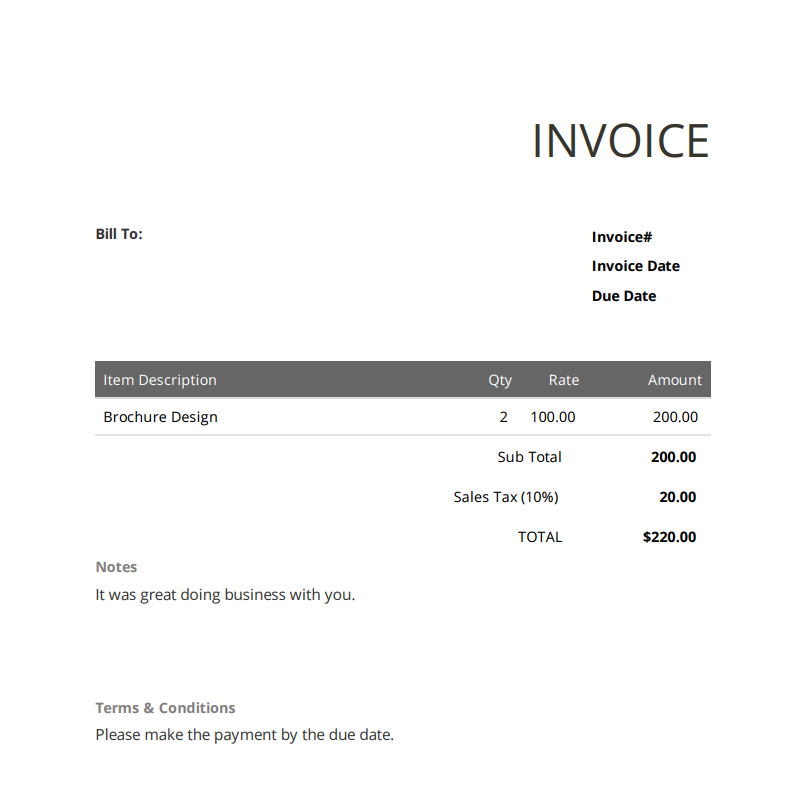 INVOICE
Bill To:
Invoice#
Invoice Date
Due Date
Item Description Qty Rate Amount
Brochure Design 2 100.00 200.00
Sub Total 200.00
Sales Tax (10%) 20.00
TOTAL $220.00
Notes
It was great doing business with you.
Terms & Conditions
Please make the payment by the due date.